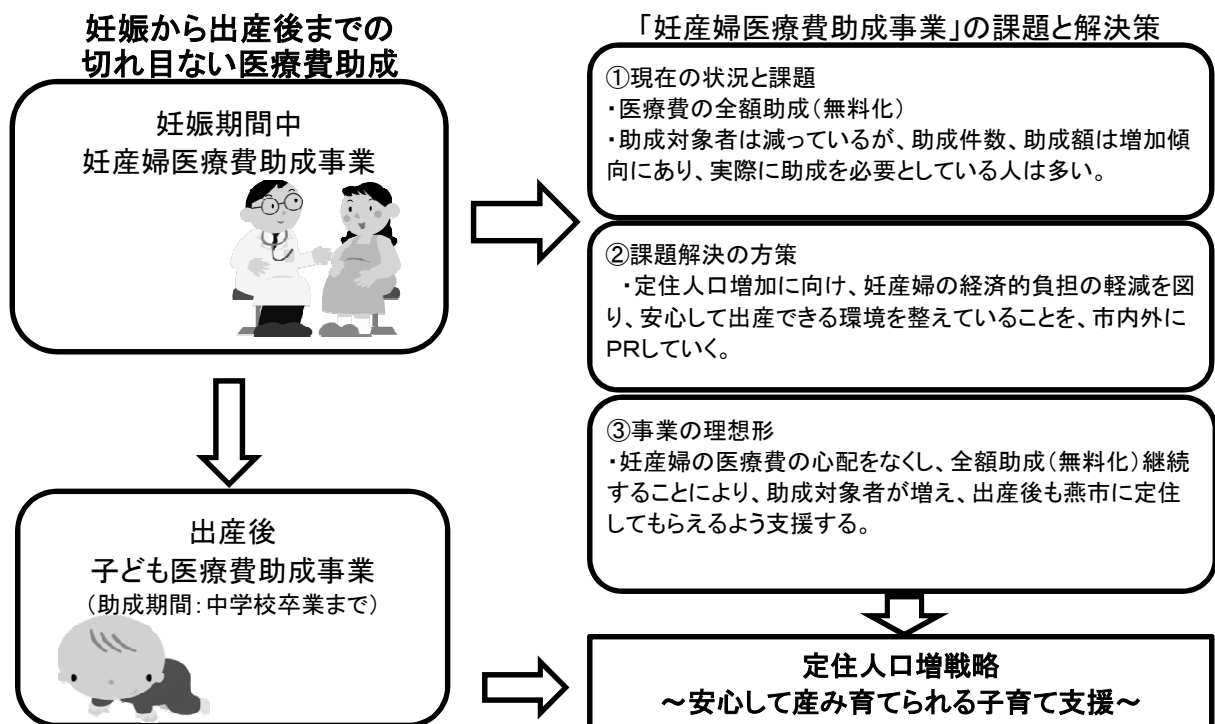 妊娠から出産後までの
切れ目ない医療費助成
妊娠期間中
妊産婦医療費助成事業
出産後
子ども医療費助成事業
（助成期間：中学校卒業まで）
「妊産婦医療費助成事業」の課題と解決策
①現在の状況と課題
・医療費の全額助成（無料化）
・助成対象者は減っているが、助成件数、助成額は増加傾
向にあり、実際に助成を必要としている人は多い。
②課題解決の方策
・定住人口増加に向け、妊産婦の経済的負担の軽減を図
り、安心して出産できる環境を整えていることを、市内外に
ＰＲしていく。
③事業の理想形
・妊産婦の医療費の心配をなくし、全額助成（無料化）継続
することにより、助成対象者が増え、出産後も燕市に定住
してもらえるよう支援する。
定住人口増戦略
～安心して産み育てられる子育て支援～